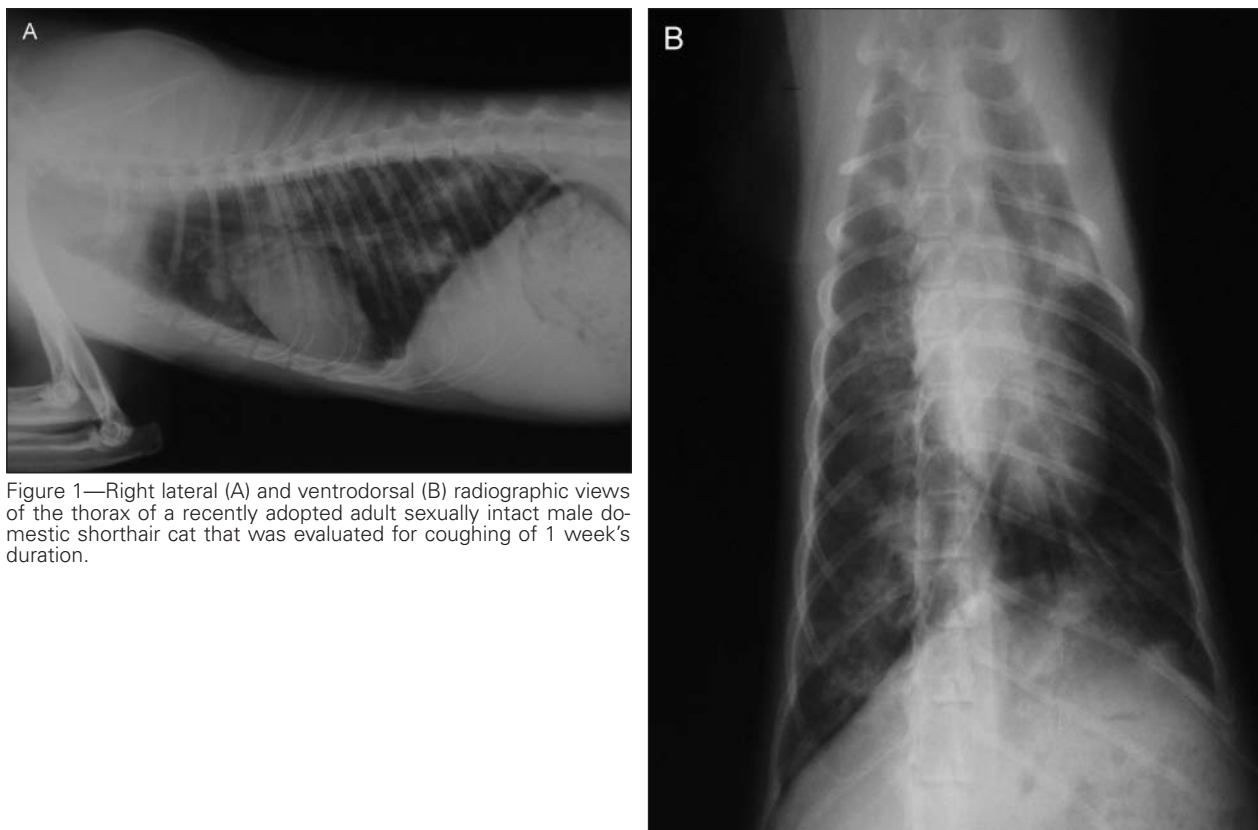 A
B
Figure 1—Right lateral (A) and ventrodorsal (B) radiographic views
of the thorax of a recently adopted adult sexually intact male do-
mestic shorthair cat that was evaluated for coughing of 1 week's
duration.